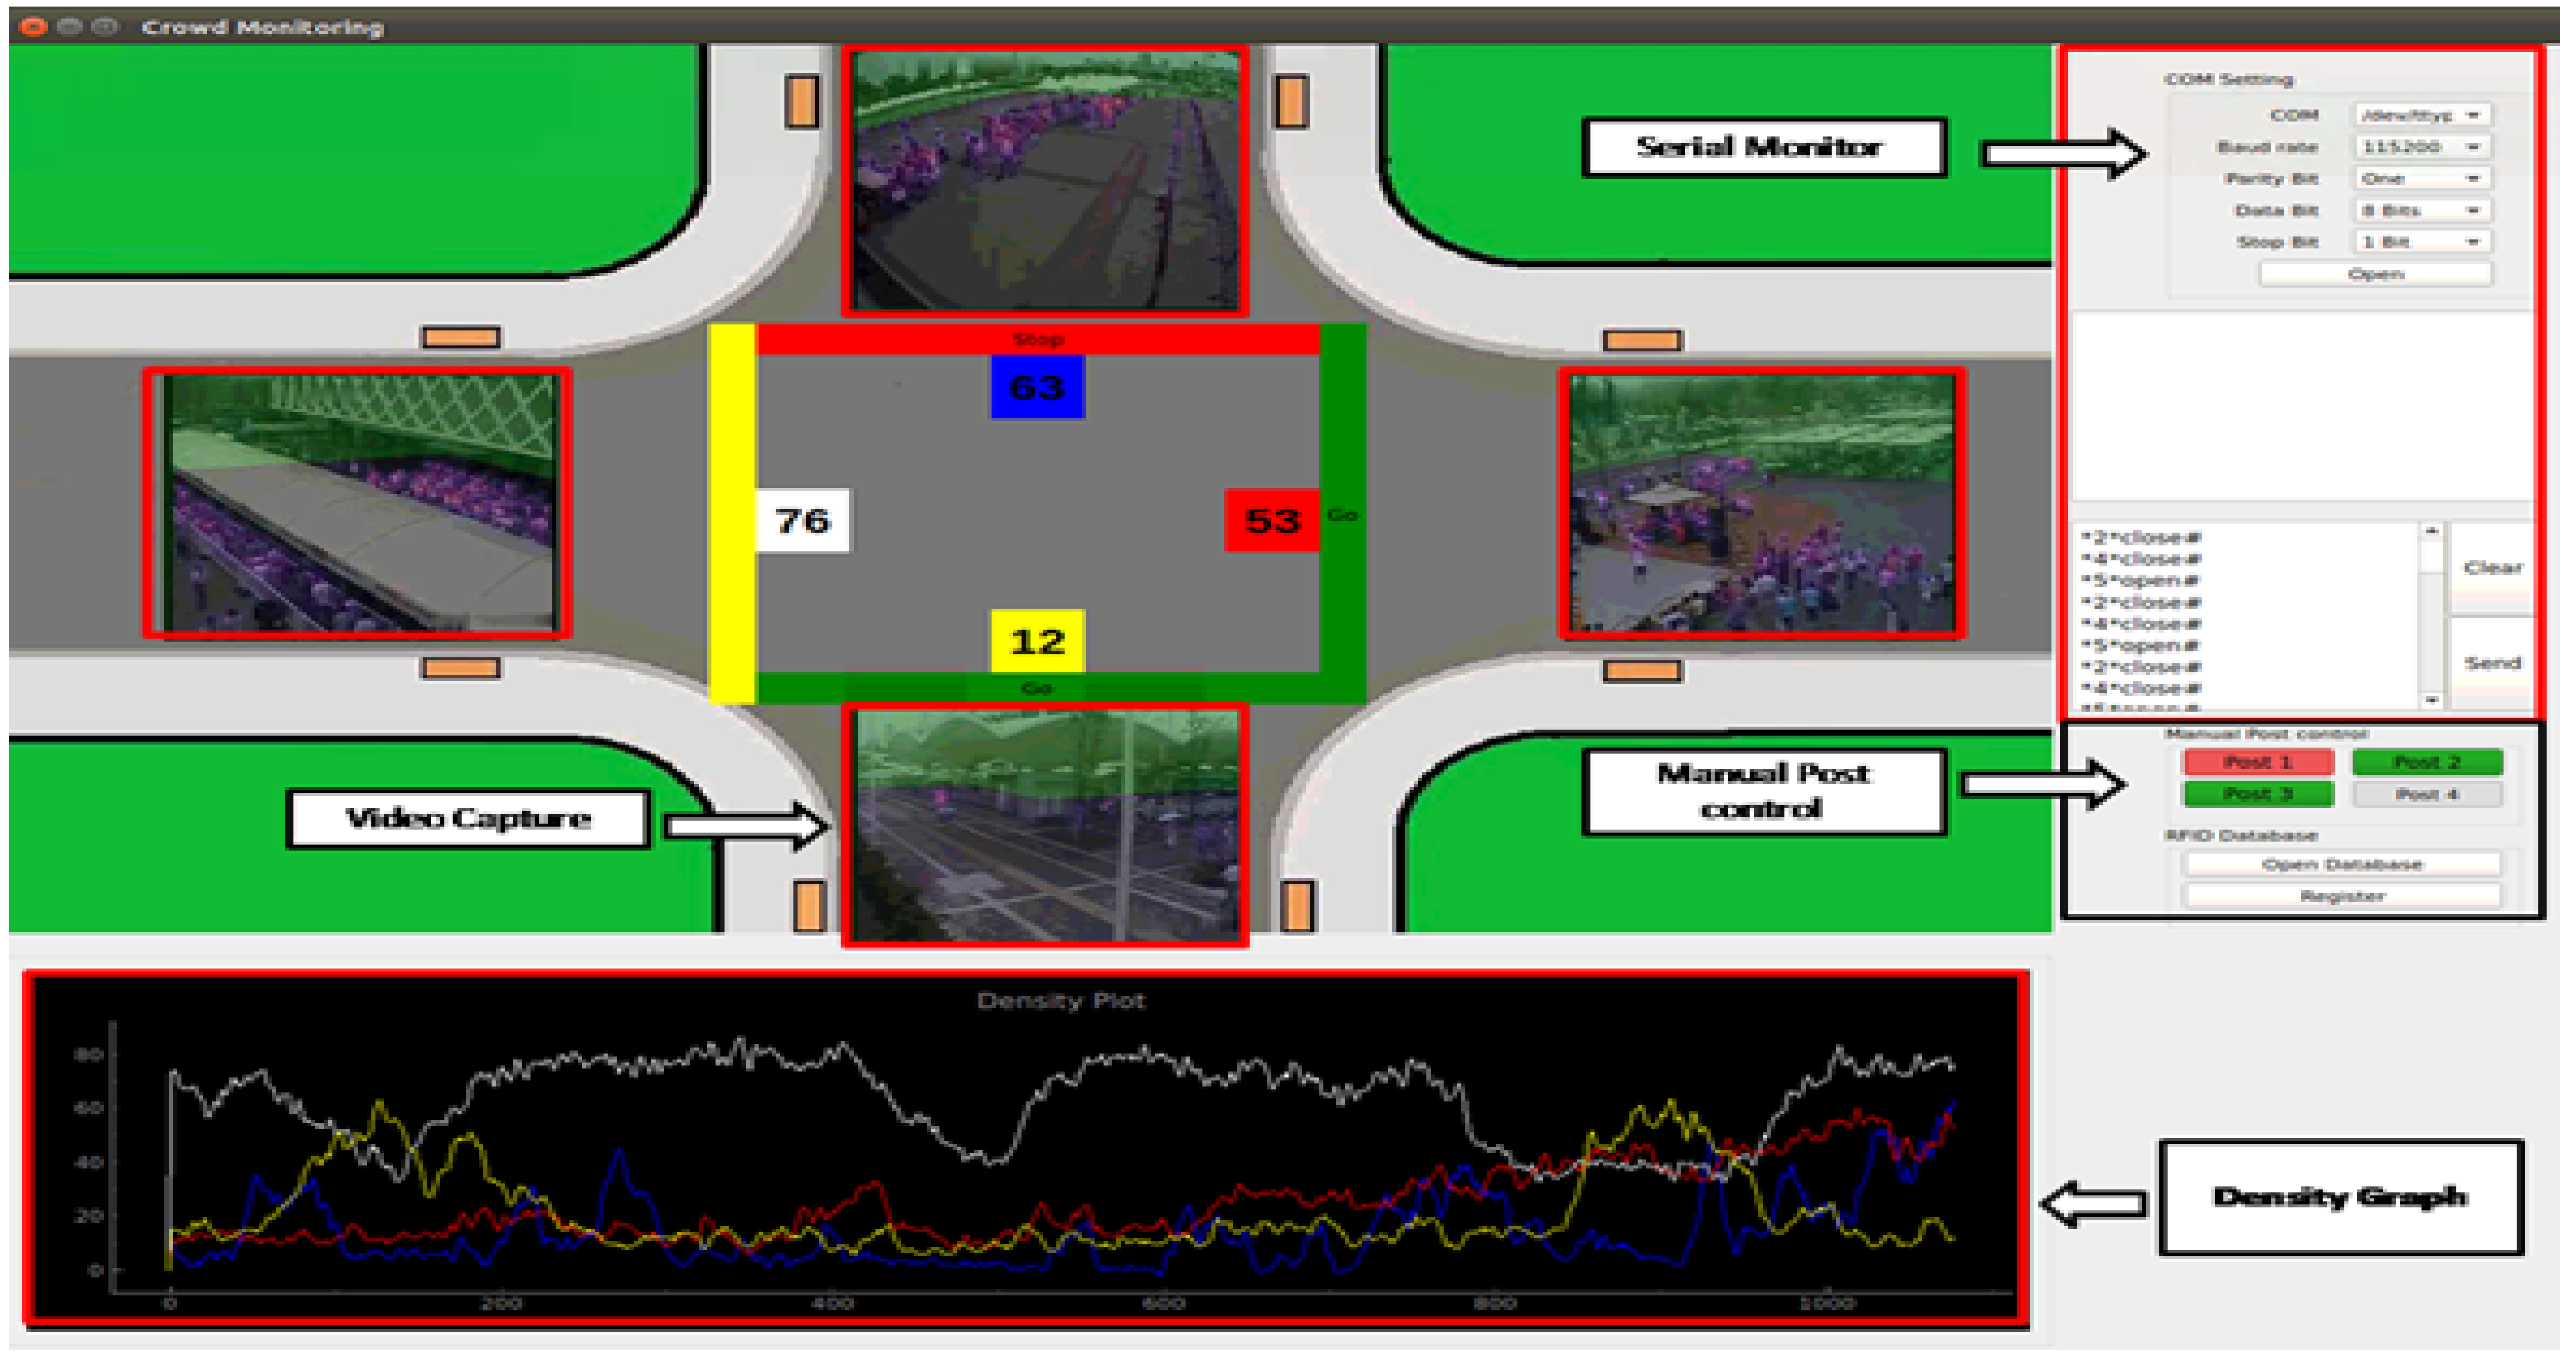 Crowd Monitoring
COM Setting
COM
Baud rate 115200
Parity Bit One
Data Bit 8 Bits
Stop Bit 1 Bit
Open
Serial Monitor
Stop
63
76
53
Go
12
Go
*2*close#
*4*close#
*5*open#
*2*close#
*4*close#
*5*open#
*2*close#
*4*close#
Clear
Send
Manual Post control
Post 1 Post 2
Post 3 Post 4
RFID Database
Open Database
Register
Manual Post
control
Video Capture
Density Plot
80
60
40
20
0
0 200 400 600 800 1000
Density Graph